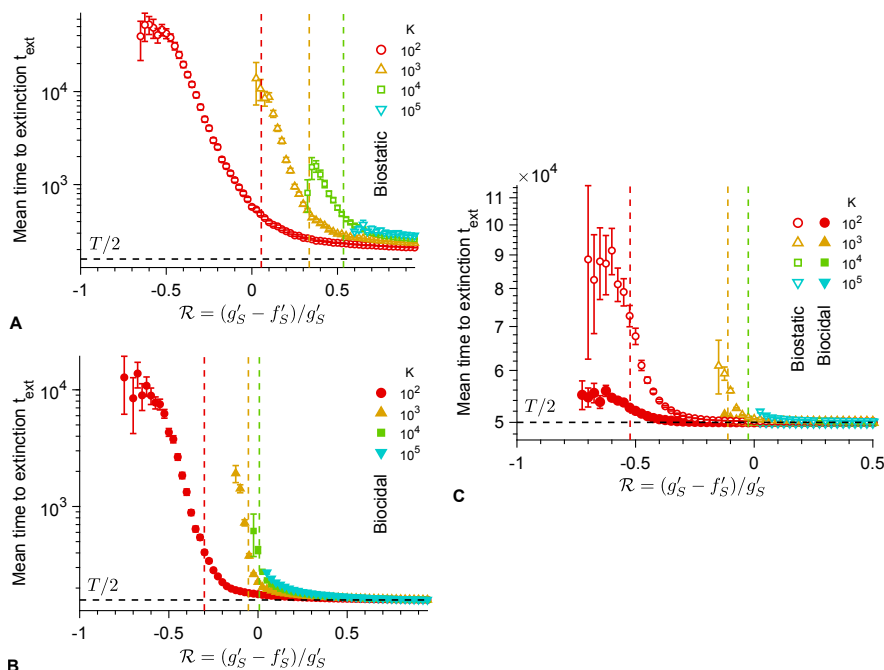 Mean time to extinction t_ext
10^4
10^3
T/2
-1
-0.5
0
0.5
K
10^2
10^3
10^4
10^5
Biostatic
R = (g'_S − f'_S)/g'_S
A
Mean time to extinction t_ext
10^4
10^3
T/2
-1
-0.5
0
0.5
K
10^2
10^3
10^4
10^5
Biocidal
R = (g'_S − f'_S)/g'_S
B
Mean time to extinction t_ext
×10^4
11
10
9
8
7
6
5
T/2
-1
-0.5
0
0.5
K
10^2
10^3
10^4
10^5
Biostatic
Biocidal
R = (g'_S − f'_S)/g'_S
C